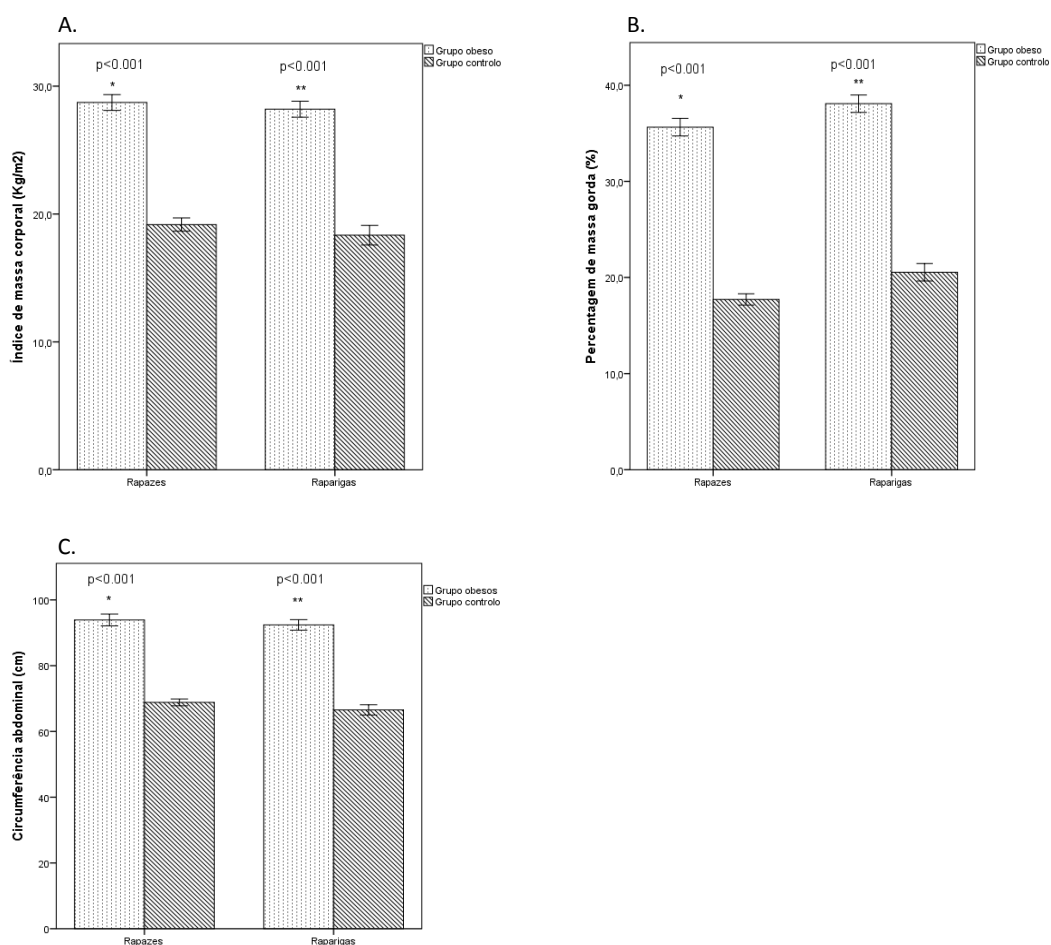 A.
Grupo obeso
Grupo controlo
p<0.001
p<0.001
*
**
30,0
20,0
10,0
0,0
Índice de massa corporal (Kg/m2)
Rapazes
Raparigas
B.
Grupo obeso
Grupo controlo
p<0.001
p<0.001
*
**
40,0
30,0
20,0
10,0
0,0
Percentagem de massa gorda (%)
Rapazes
Raparigas
C.
Grupo obesos
Grupo controlo
p<0.001
p<0.001
*
**
100
80
60
40
20
0
Circumferência abdominal (cm)
Rapazes
Raparigas